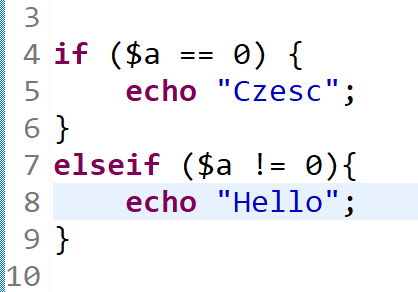 3
4 if ($a == 0) {
5     echo "Czesc";
6 }
7 elseif ($a != 0){
8     echo "Hello";
9 }
10